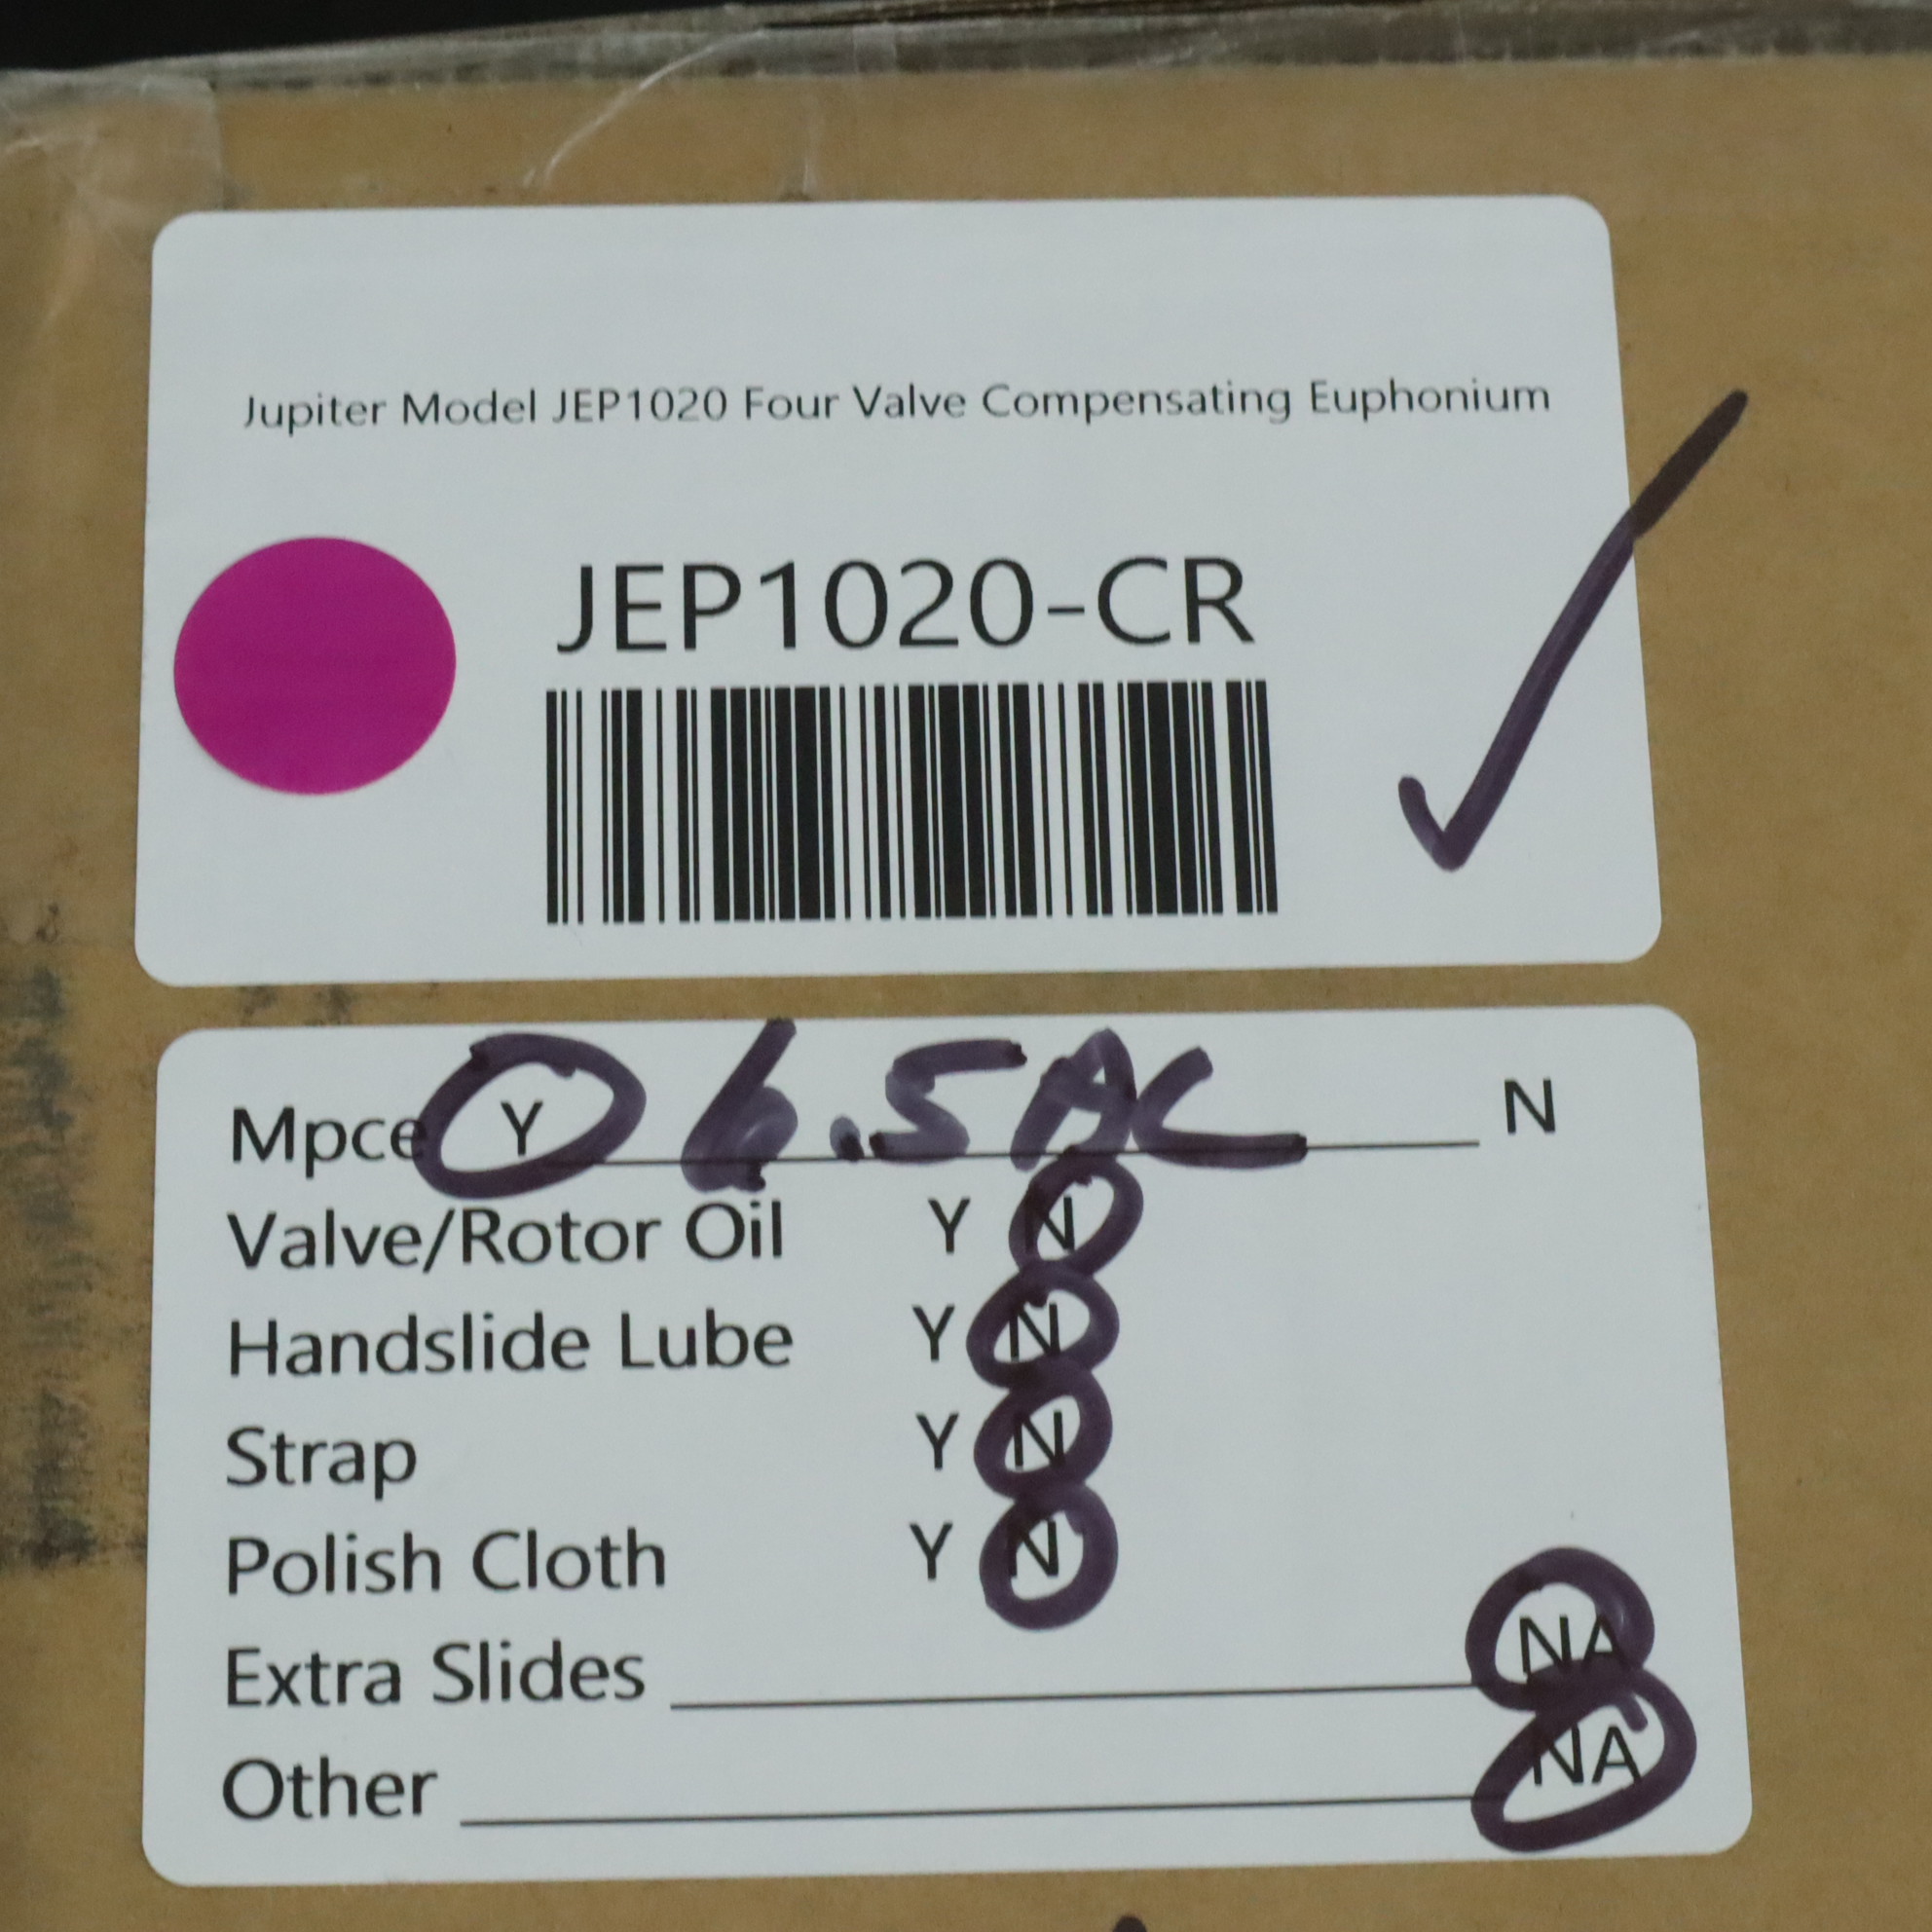 Jupiter Model JEP1020 Four Valve Compensating Euphonium
JEP1020-CR
Mpce Y 6.5AL N
Valve/Rotor Oil Y N
Handslide Lube Y N
Strap Y N
Polish Cloth Y N
Extra Slides NA
Other NA